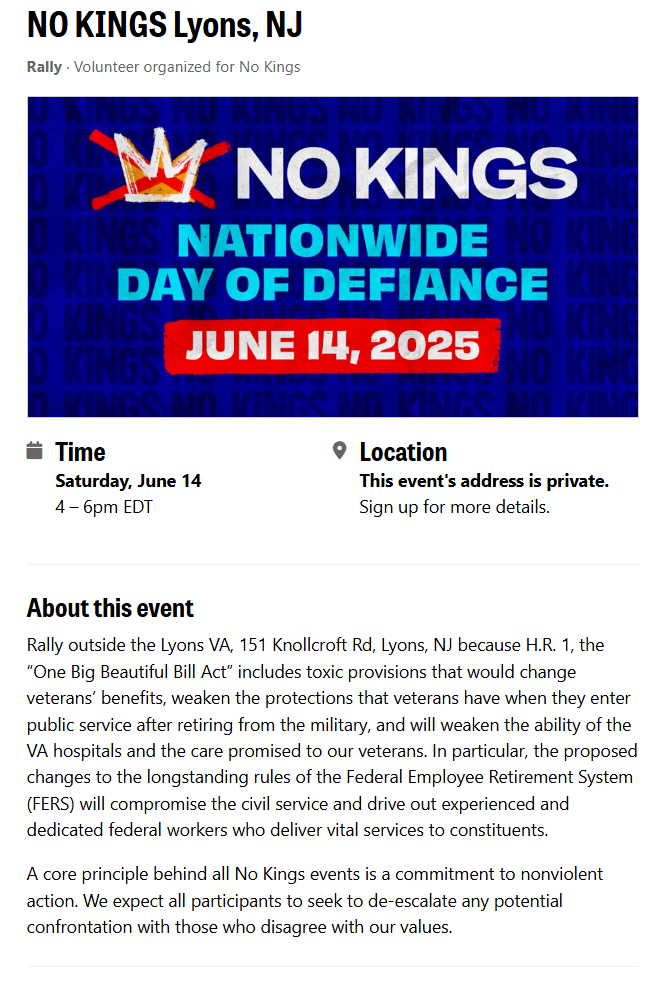 NO KINGS Lyons, NJ
Rally · Volunteer organized for No Kings
NO KINGS
NATIONWIDE
DAY OF DEFIANCE
JUNE 14, 2025
Time
Saturday, June 14
4 – 6pm EDT
Location
This event's address is private.
Sign up for more details.
About this event
Rally outside the Lyons VA, 151 Knollcroft Rd, Lyons, NJ because H.R. 1, the
“One Big Beautiful Bill Act” includes toxic provisions that would change
veterans’ benefits, weaken the protections that veterans have when they enter
public service after retiring from the military, and will weaken the ability of the
VA hospitals and the care promised to our veterans. In particular, the proposed
changes to the longstanding rules of the Federal Employee Retirement System
(FERS) will compromise the civil service and drive out experienced and
dedicated federal workers who deliver vital services to constituents.
A core principle behind all No Kings events is a commitment to nonviolent
action. We expect all participants to seek to de-escalate any potential
confrontation with those who disagree with our values.